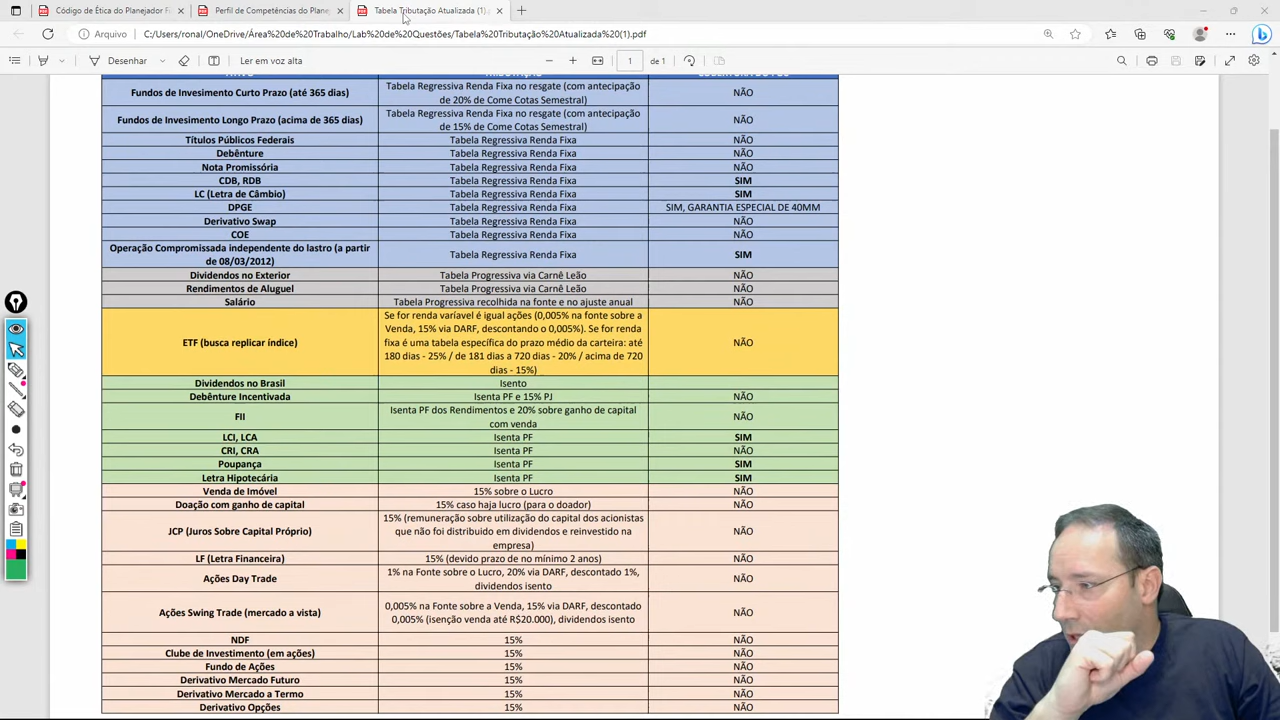 Código de Ética do Planejador Fi
Perfil de Competências do Plane
Tabela Tributação Atualizada (1).
Arquivo
C:/Users/ronal/OneDrive/Área%20de%20Trabalho/Lab%20de%20Questões/Tabela%20Tributação%20Atualizada%20(1).pdf
Desenhar
Ler em voz alta
1
de 1
Fundos de Invesimento Curto Prazo (até 365 dias)
Tabela Regressiva Renda Fixa no resgate (com antecipação
de 20% de Come Cotas Semestral)
NÃO
Fundos de Invesimento Longo Prazo (acima de 365 dias)
Tabela Regressiva Renda Fixa no resgate (com antecipação
de 15% de Come Cotas Semestral)
NÃO
Títulos Públicos Federais
Tabela Regressiva Renda Fixa
NÃO
Debênture
Tabela Regressiva Renda Fixa
NÃO
Nota Promissória
Tabela Regressiva Renda Fixa
NÃO
CDB, RDB
Tabela Regressiva Renda Fixa
SIM
LC (Letra de Câmbio)
Tabela Regressiva Renda Fixa
SIM
DPGE
Tabela Regressiva Renda Fixa
SIM, GARANTIA ESPECIAL DE 40MM
Derivativo Swap
Tabela Regressiva Renda Fixa
NÃO
COE
Tabela Regressiva Renda Fixa
NÃO
Operação Compromissada independente do lastro (a partir
de 08/03/2012)
Tabela Regressiva Renda Fixa
SIM
Dividendos no Exterior
Tabela Progressiva via Carnê Leão
NÃO
Rendimentos de Aluguel
Tabela Progressiva via Carnê Leão
NÃO
Salário
Tabela Progressiva recolhida na fonte e no ajuste anual
NÃO
ETF (busca replicar índice)
Se for renda varíavel é igual ações (0,005% na fonte sobre a
Venda, 15% via DARF, descontando o 0,005%). Se for renda
fixa é uma tabela específica do prazo médio da carteira: até
180 dias - 25% / de 181 dias a 720 dias - 20% / acima de 720
dias - 15%)
NÃO
Dividendos no Brasil
Isento
Debênture Incentivada
Isenta PF e 15% PJ
NÃO
FII
Isenta PF dos Rendimentos e 20% sobre ganho de capital
com venda
NÃO
LCI, LCA
Isenta PF
SIM
CRI, CRA
Isenta PF
NÃO
Poupança
Isenta PF
SIM
Letra Hipotecária
Isenta PF
SIM
Venda de Imóvel
15% sobre o Lucro
NÃO
Doação com ganho de capital
15% caso haja lucro (para o doador)
NÃO
JCP (Juros Sobre Capital Próprio)
15% (remuneração sobre utilização do capital dos acionistas
que não foi distribuido em dividendos e reinvestido na
empresa)
NÃO
LF (Letra Financeira)
15% (devido prazo de no mínimo 2 anos)
NÃO
Ações Day Trade
1% na Fonte sobre o Lucro, 20% via DARF, descontado 1%,
dividendos isento
NÃO
Ações Swing Trade (mercado a vista)
0,005% na Fonte sobre a Venda, 15% via DARF, descontado
0,005% (isenção venda até R$20.000), dividendos isento
NÃO
NDF
15%
NÃO
Clube de Investimento (em ações)
15%
NÃO
Fundo de Ações
15%
NÃO
Derivativo Mercado Futuro
15%
NÃO
Derivativo Mercado a Termo
15%
NÃO
Derivativo Opções
15%
NÃO